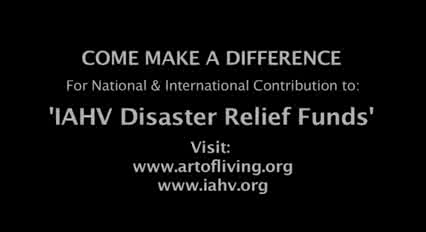 COME MAKE A DIFFERENCE
For National & International Contribution to:
'IAHV Disaster Relief Funds'
Visit:
www.artofliving.org
www.iahv.org